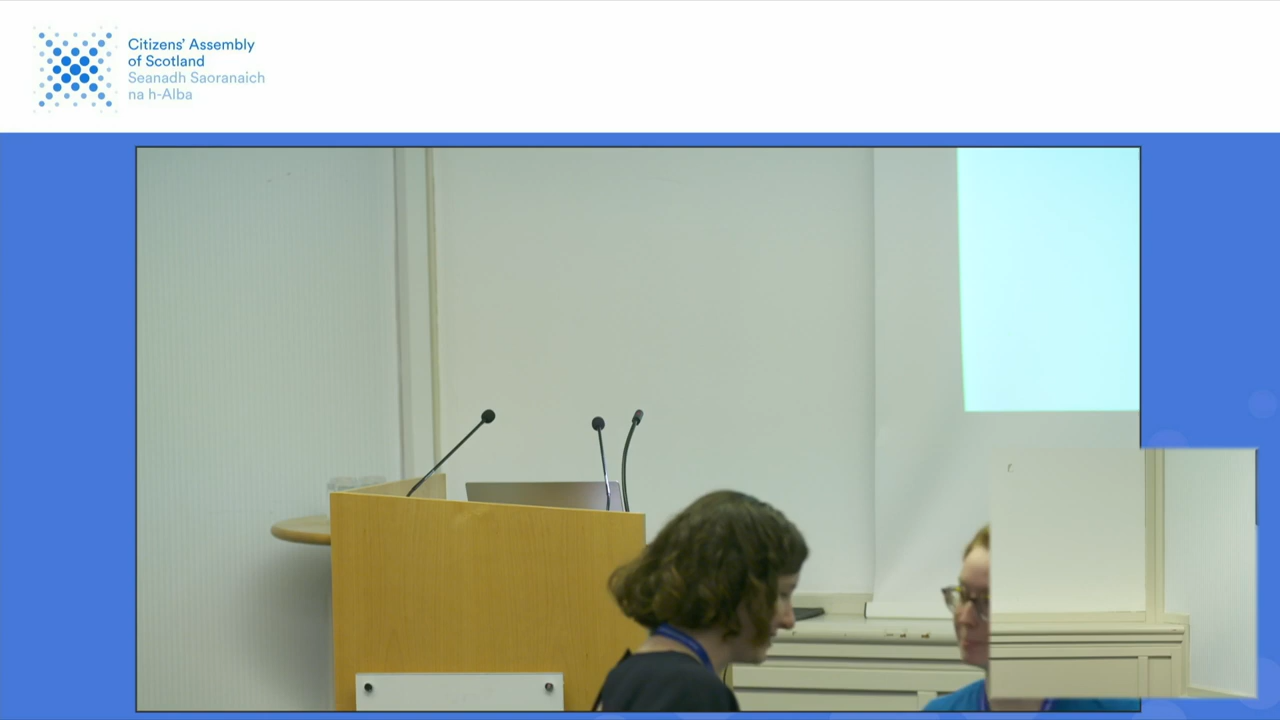 Citizens’ Assembly
of Scotland
Seanadh Saoranaich
na h-Alba